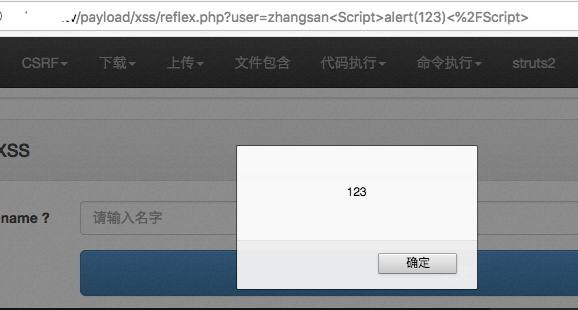 /payload/xss/reflex.php?user=zhangsan<Script>alert(123)<%2FScript>
CSRF 下载 上传 文件包含 代码执行 命令执行 struts2
XSS
123
name ? 请输入名字
确定